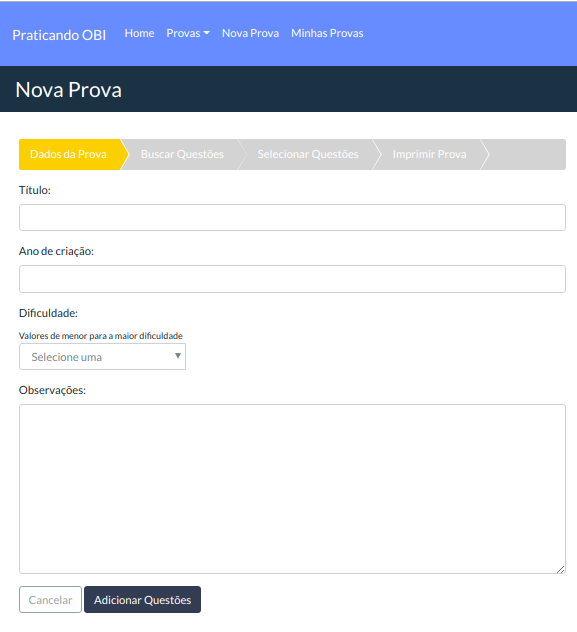 Praticando OBI Home Provas Nova Prova Minhas Provas
Nova Prova
Dados da Prova Buscar Questões Selecionar Questões Imprimir Prova
Título:
Ano de criação:
Dificuldade:
Valores de menor para a maior dificuldade
Selecione uma
Observações:
Cancelar Adicionar Questões